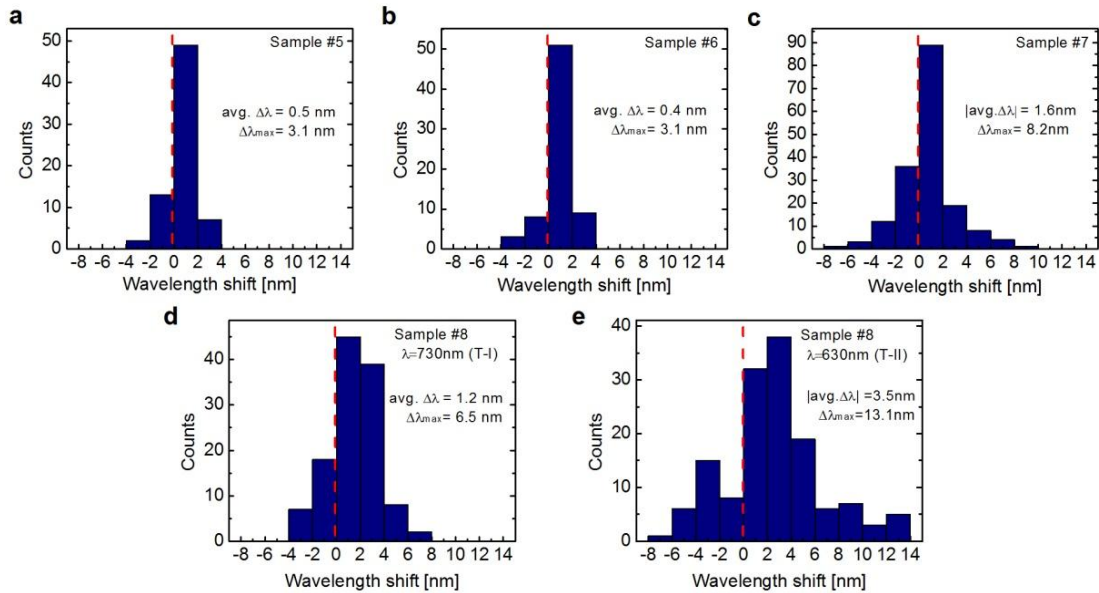 a
Sample #5
avg. Δλ = 0.5 nm
Δλmax= 3.1 nm
Counts
50
40
30
20
10
0
-8 -6 -4 -2 0 2 4 6 8 10 12 14
Wavelength shift [nm]
b
Sample #6
avg. Δλ = 0.4 nm
Δλmax= 3.1 nm
Counts
50
40
30
20
10
0
-8 -6 -4 -2 0 2 4 6 8 10 12 14
Wavelength shift [nm]
c
Sample #7
|avg.Δλ| = 1.6nm
Δλmax= 8.2nm
Counts
90
80
70
60
50
40
30
20
10
0
-8 -6 -4 -2 0 2 4 6 8 10 12 14
Wavelength shift [nm]
d
Sample #8
λ=730nm (T-I)
avg. Δλ = 1.2 nm
Δλmax= 6.5 nm
Counts
40
30
20
10
0
-8 -6 -4 -2 0 2 4 6 8 10 12 14
Wavelength shift [nm]
e
Sample #8
λ=630nm (T-II)
|avg.Δλ| =3.5nm
Δλmax=13.1nm
Counts
40
30
20
10
0
-8 -6 -4 -2 0 2 4 6 8 10 12 14
Wavelength shift [nm]